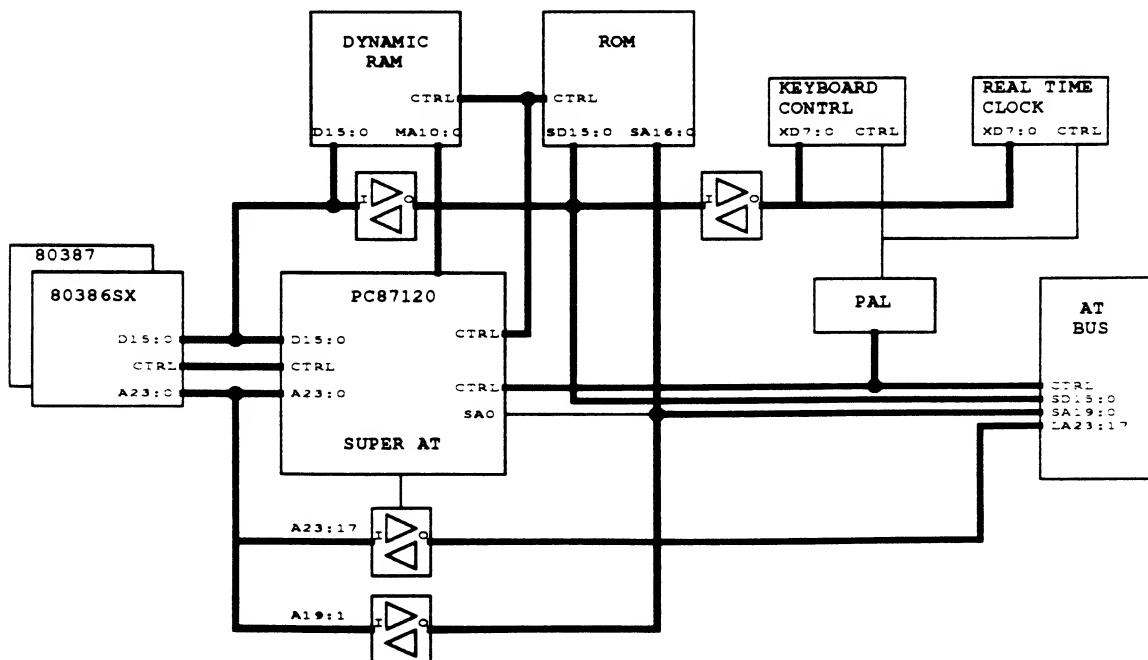 DYNAMIC
RAM
CTRL
D15:0 MA10:0
ROM
CTRL
SD15:0 SA16:0
KEYBOARD
CONTRL
XD7:0 CTRL
REAL TIME
CLOCK
XD7:0 CTRL
I O
I O
80387
80386SX
D15:0
CTRL
A23:0
PC87120
CTRL
D15:0
CTRL
A23:0
CTRL
SA0
SUPER AT
PAL
AT
BUS
CTRL
SD15:0
SA19:0
LA23:17
A23:17
I O
A19:1
I O